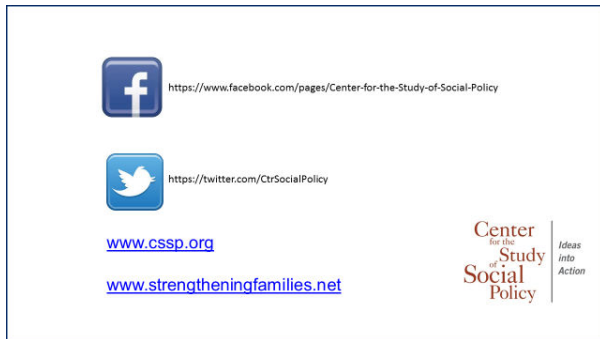 https://www.facebook.com/pages/Center-for-the-Study-of-Social-Policy
https://twitter.com/CtrSocialPolicy
www.cssp.org
www.strengtheningfamilies.net
Center
for the
Study
of
Social
Policy
Ideas
into
Action